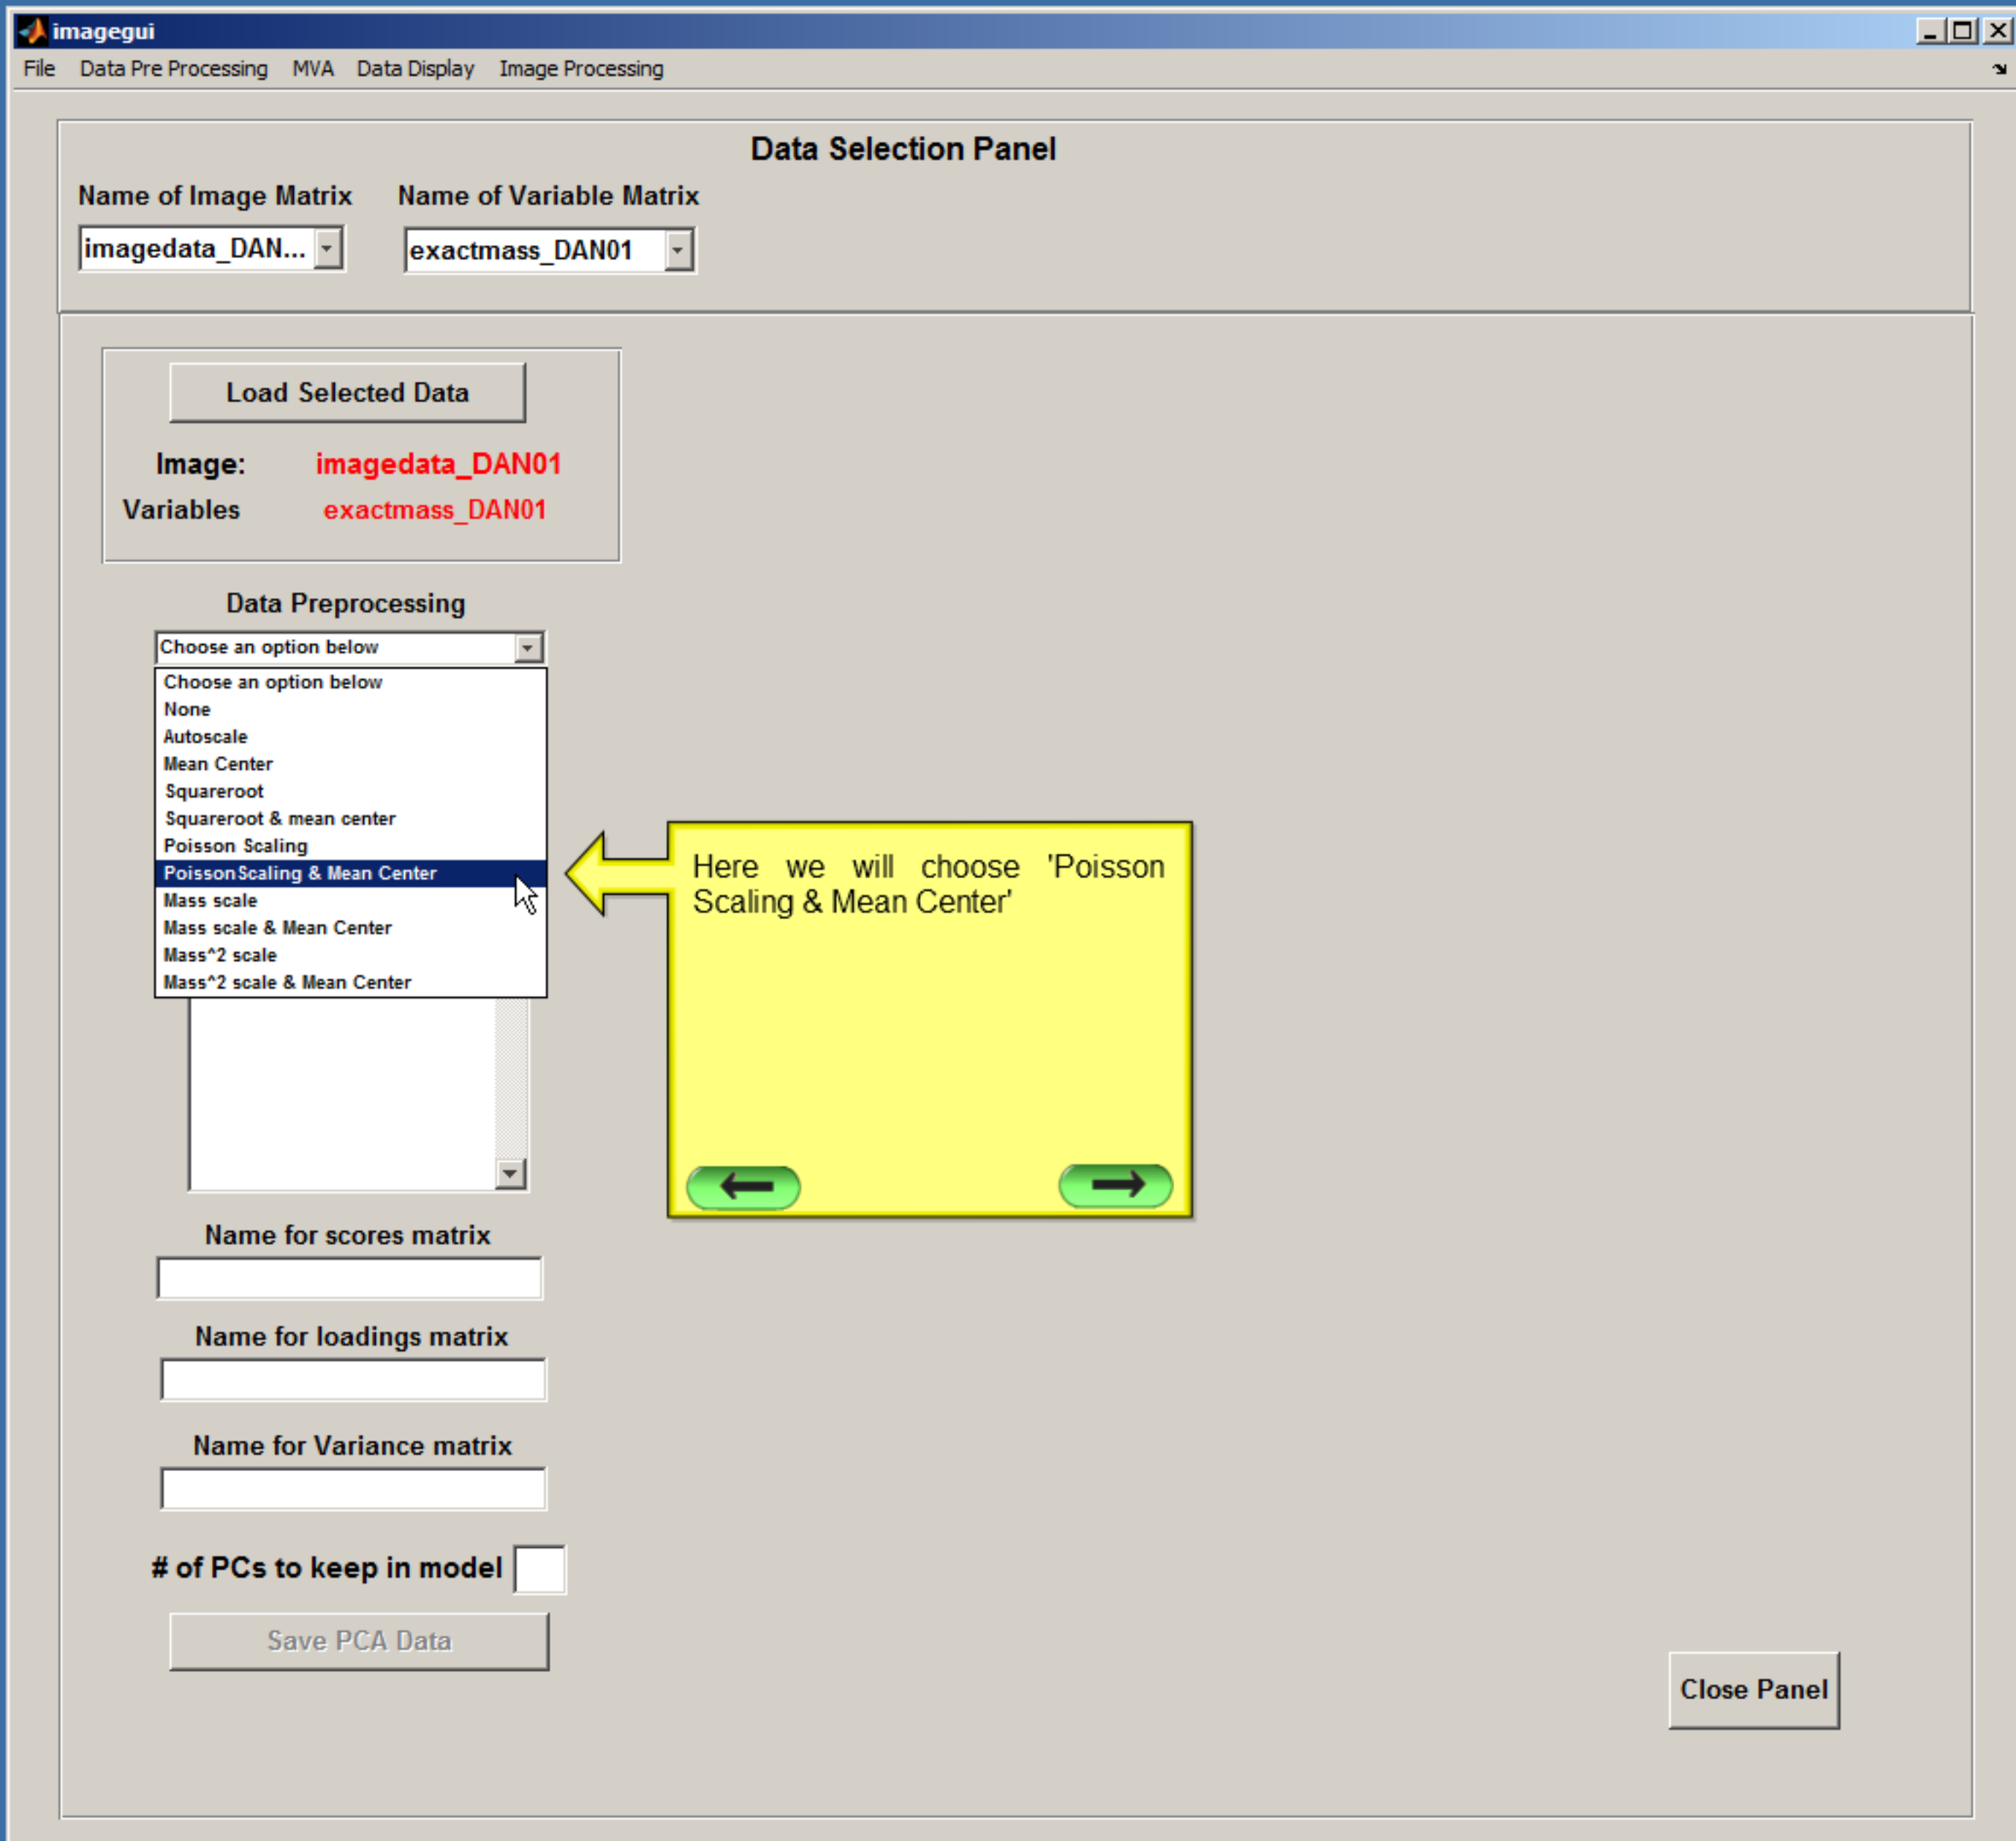 imagegui
File Data Pre Processing MVA Data Display Image Processing
Data Selection Panel
Name of Image Matrix Name of Variable Matrix
imagedata_DAN... exactmass_DAN01
Load Selected Data
Image: imagedata_DAN01
Variables exactmass_DAN01
Data Preprocessing
Choose an option below
Choose an option below
None
Autoscale
Mean Center
Squareroot
Squareroot & mean center
Poisson Scaling
PoissonScaling & Mean Center
Mass scale
Mass scale & Mean Center
Mass^2 scale
Mass^2 scale & Mean Center
Here we will choose 'Poisson
Scaling & Mean Center'
Name for scores matrix
Name for loadings matrix
Name for Variance matrix
# of PCs to keep in model
Save PCA Data
Close Panel